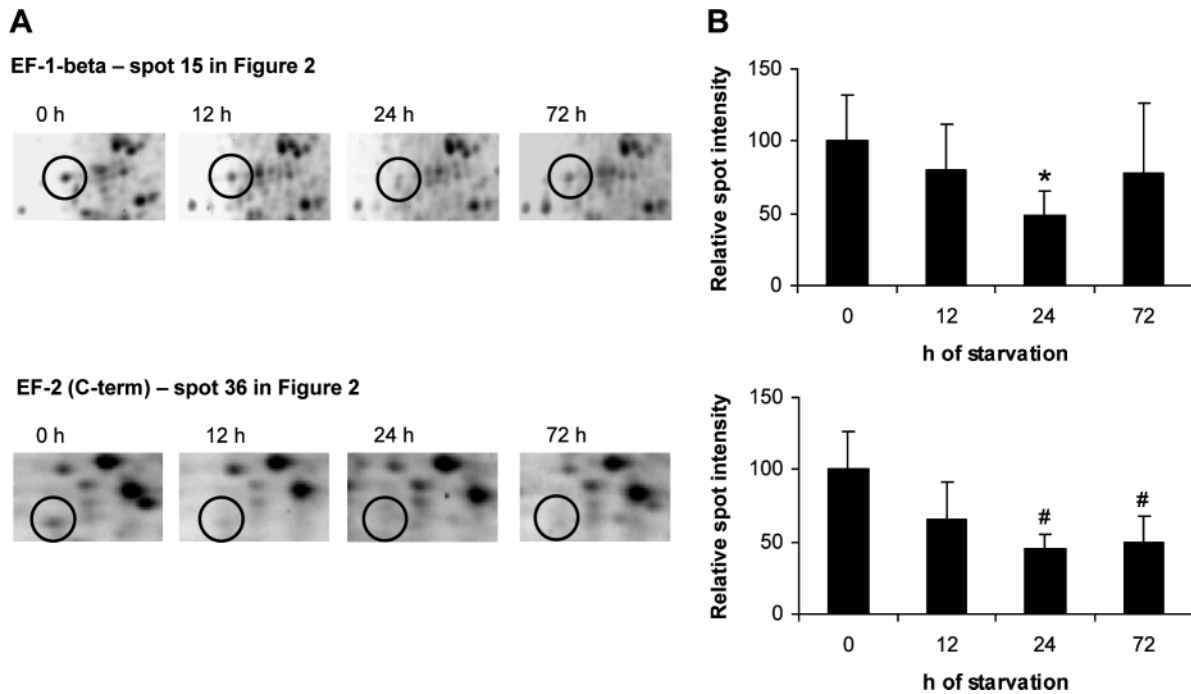 A
EF-1-beta – spot 15 in Figure 2
0 h 12 h 24 h 72 h
EF-2 (C-term) – spot 36 in Figure 2
0 h 12 h 24 h 72 h
B
Relative spot intensity
150
100
50
0
*
0 12 24 72
h of starvation
Relative spot intensity
150
100
50
0
# #
0 12 24 72
h of starvation